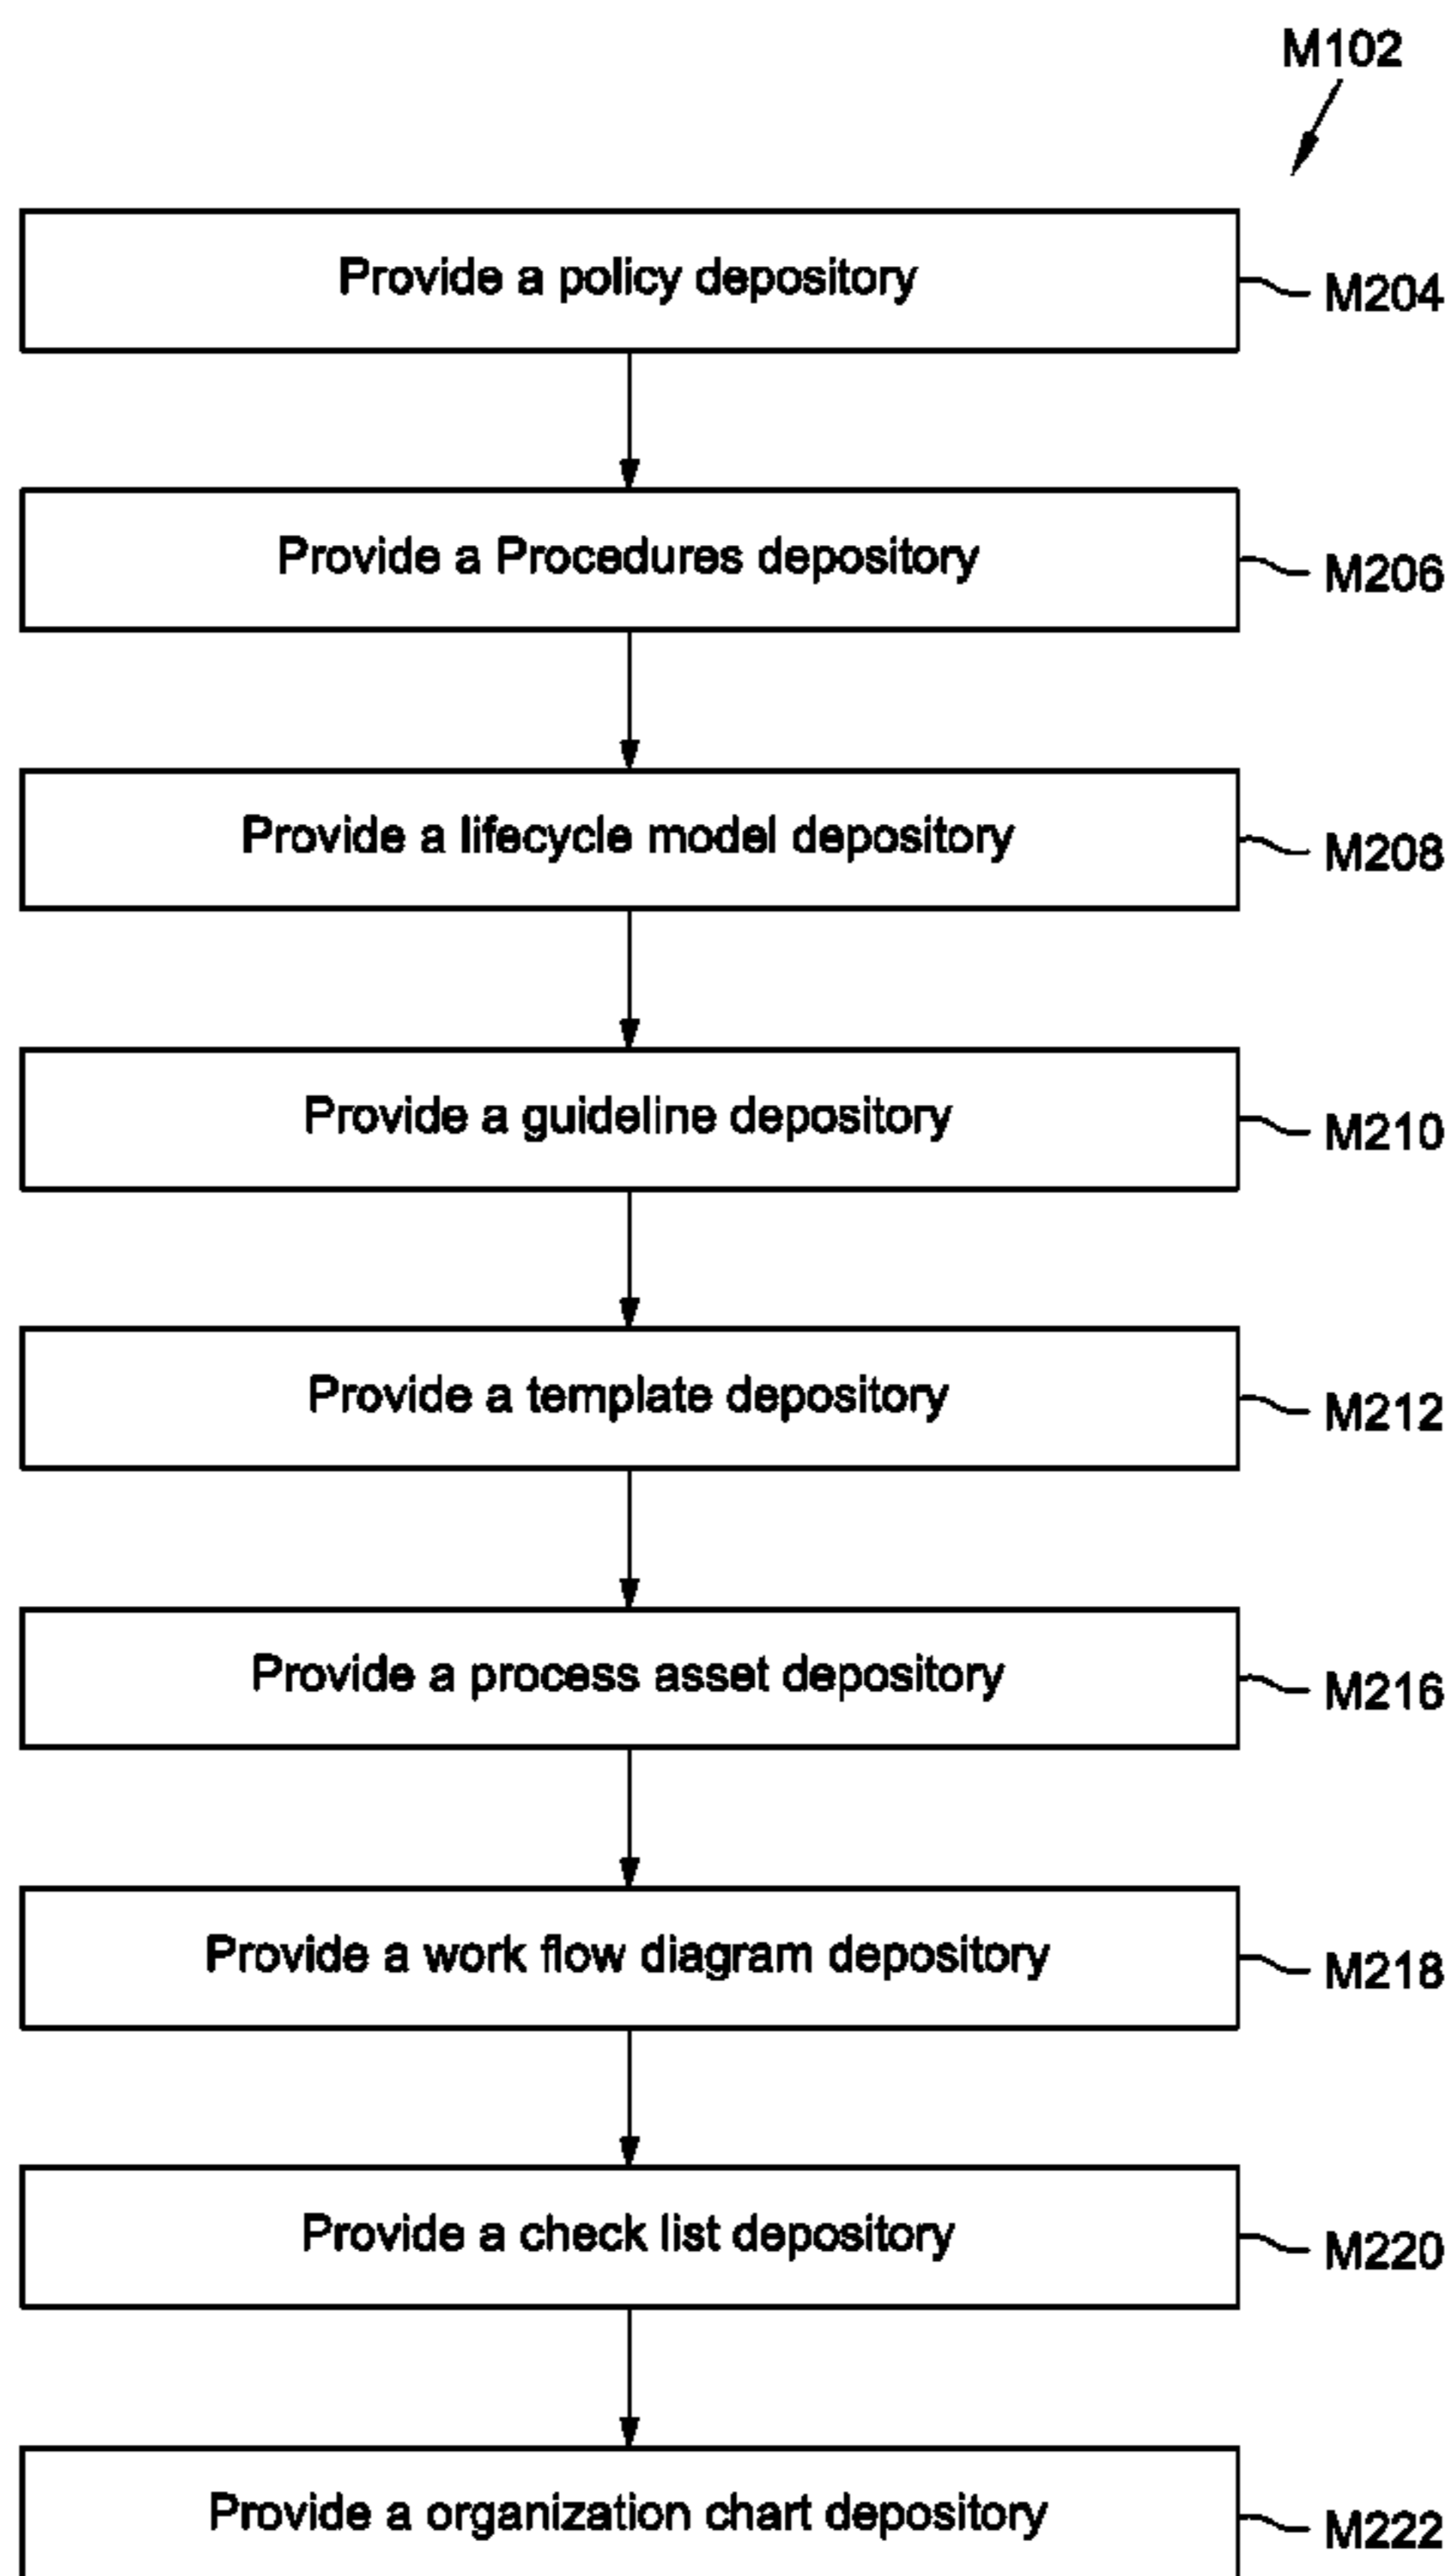 M102
Provide a policy depository
M204
Provide a Procedures depository
M206
Provide a lifecycle model depository
M208
Provide a guideline depository
M210
Provide a template depository
M212
Provide a process asset depository
M216
Provide a work flow diagram depository
M218
Provide a check list depository
M220
Provide a organization chart depository
M222